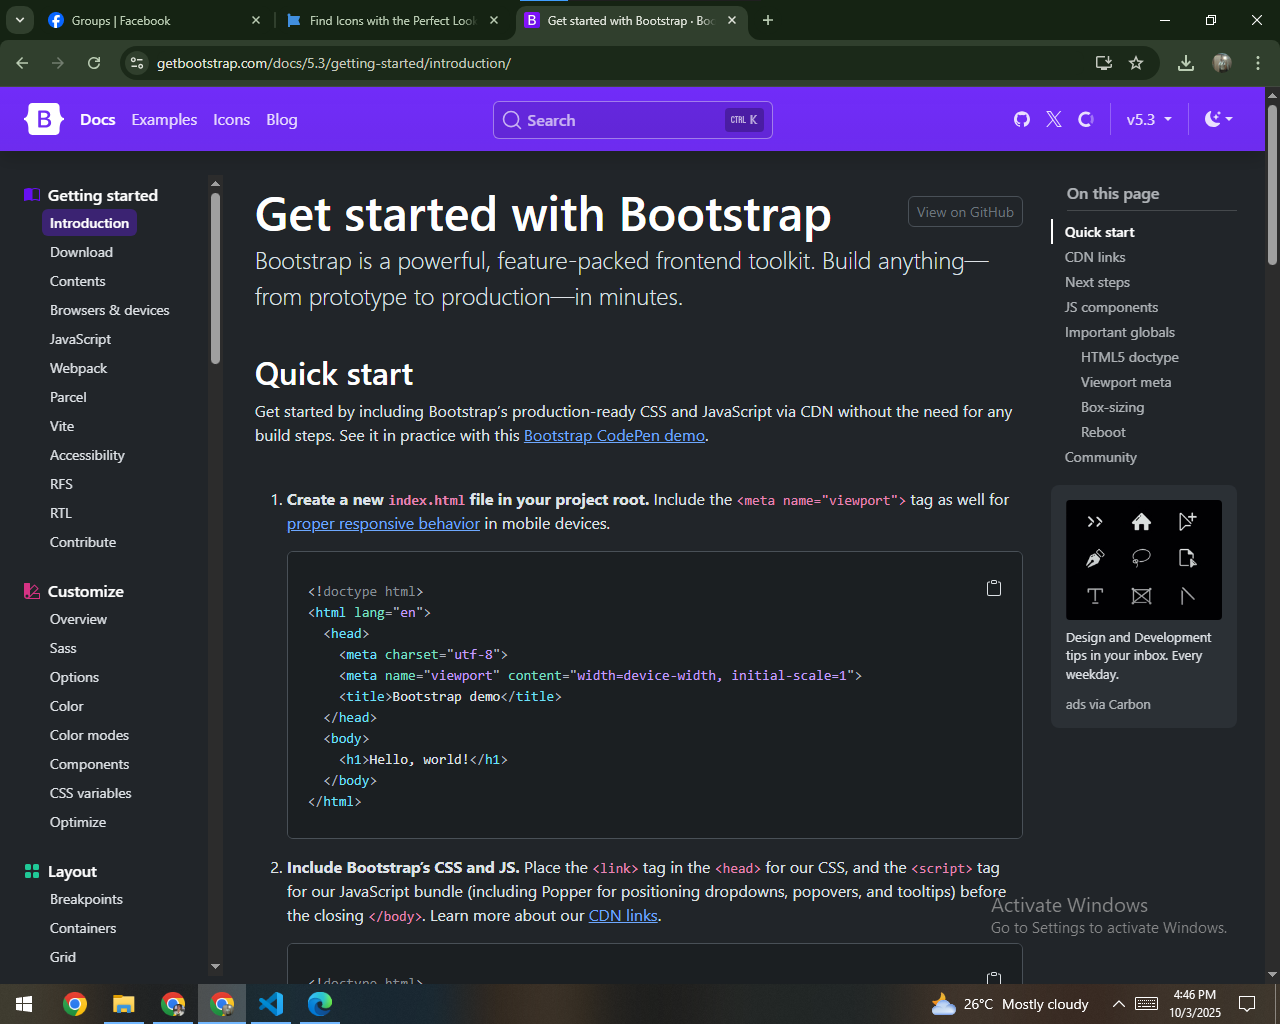 Groups | Facebook
Find Icons with the Perfect Look
Get started with Bootstrap · Boo
getbootstrap.com/docs/5.3/getting-started/introduction/
B
Docs
Examples
Icons
Blog
Search
CTRL K
v5.3
Getting started
Introduction
Download
Contents
Browsers & devices
JavaScript
Webpack
Parcel
Vite
Accessibility
RFS
RTL
Contribute
Customize
Overview
Sass
Options
Color
Color modes
Components
CSS variables
Optimize
Layout
Breakpoints
Containers
Grid
Get started with Bootstrap
View on GitHub
Bootstrap is a powerful, feature-packed frontend toolkit. Build anything—
from prototype to production—in minutes.
Quick start
Get started by including Bootstrap's production-ready CSS and JavaScript via CDN without the need for any
build steps. See it in practice with this Bootstrap CodePen demo.
1. Create a new index.html file in your project root. Include the <meta name="viewport"> tag as well for
proper responsive behavior in mobile devices.
<!doctype html>
<html lang="en">
<head>
<meta charset="utf-8">
<meta name="viewport" content="width=device-width, initial-scale=1">
<title>Bootstrap demo</title>
</head>
<body>
<h1>Hello, world!</h1>
</body>
</html>
2. Include Bootstrap's CSS and JS. Place the <link> tag in the <head> for our CSS, and the <script> tag
for our JavaScript bundle (including Popper for positioning dropdowns, popovers, and tooltips) before
the closing </body>. Learn more about our CDN links.
<!doctype html>
On this page
Quick start
CDN links
Next steps
JS components
Important globals
HTML5 doctype
Viewport meta
Box-sizing
Reboot
Community
Design and Development
tips in your inbox. Every
weekday.
ads via Carbon
Activate Windows
Go to Settings to activate Windows.
26°C Mostly cloudy
4:46 PM
10/3/2025